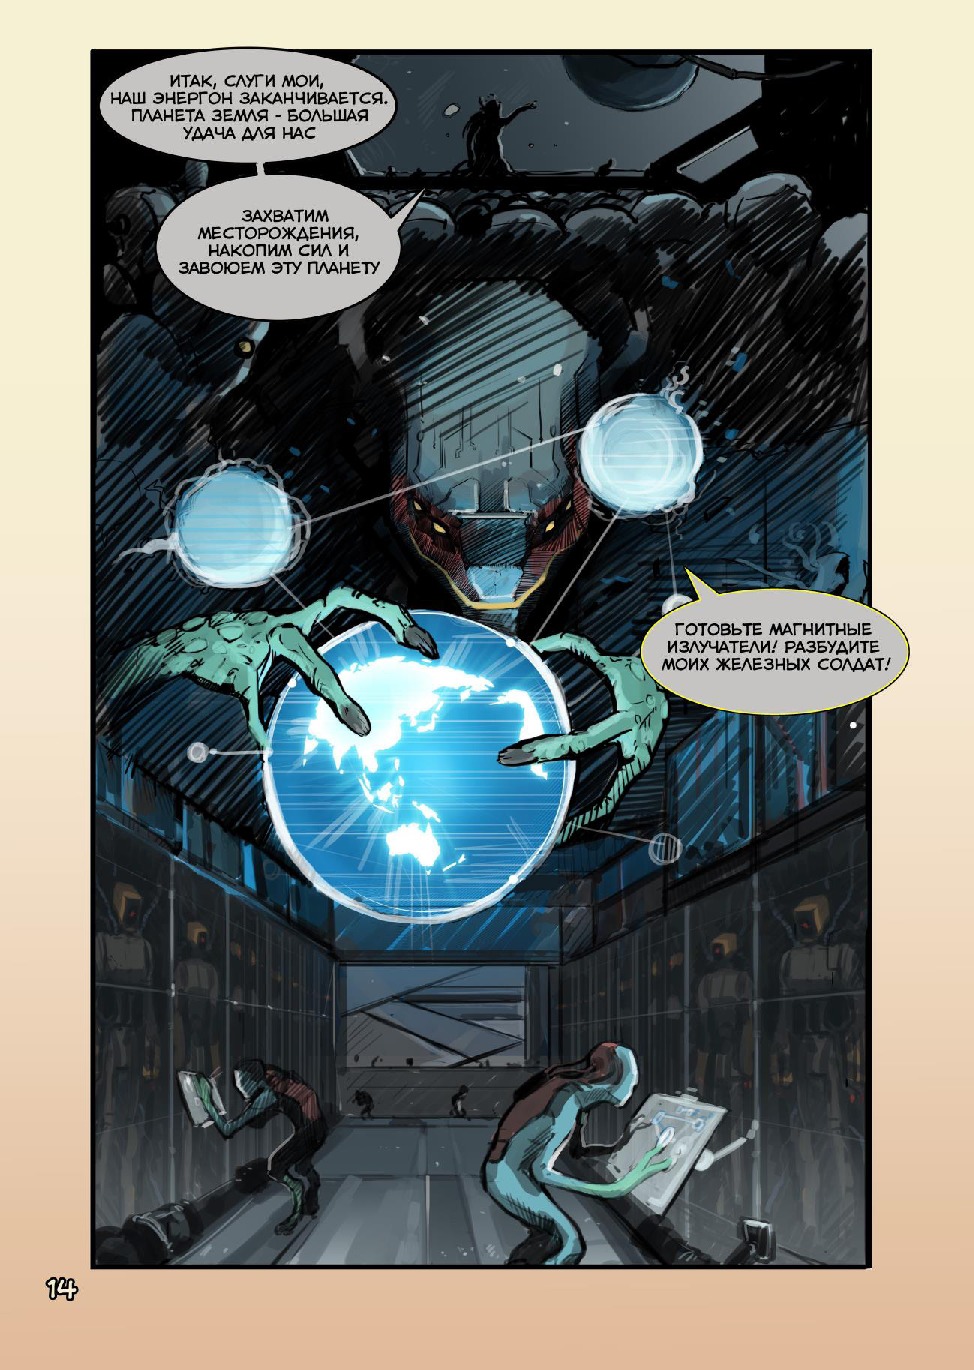 ИТАК, СЛУГИ МОИ,
НАШ ЭНЕРГОН ЗАКАНЧИВАЕТСЯ.
ПЛАНЕТА ЗЕМЛЯ - БОЛЬШАЯ
УДАЧА ДЛЯ НАС
ЗАХВАТИМ
МЕСТОРОЖДЕНИЯ,
НАКОПИМ СИЛ И
ЗАВОЮЕМ ЭТУ ПЛАНЕТУ
ГОТОВЬТЕ МАГНИТНЫЕ
ИЗЛУЧАТЕЛИ! РАЗБУДИТЕ
МОИХ ЖЕЛЕЗНЫХ СОЛДАТ!
14